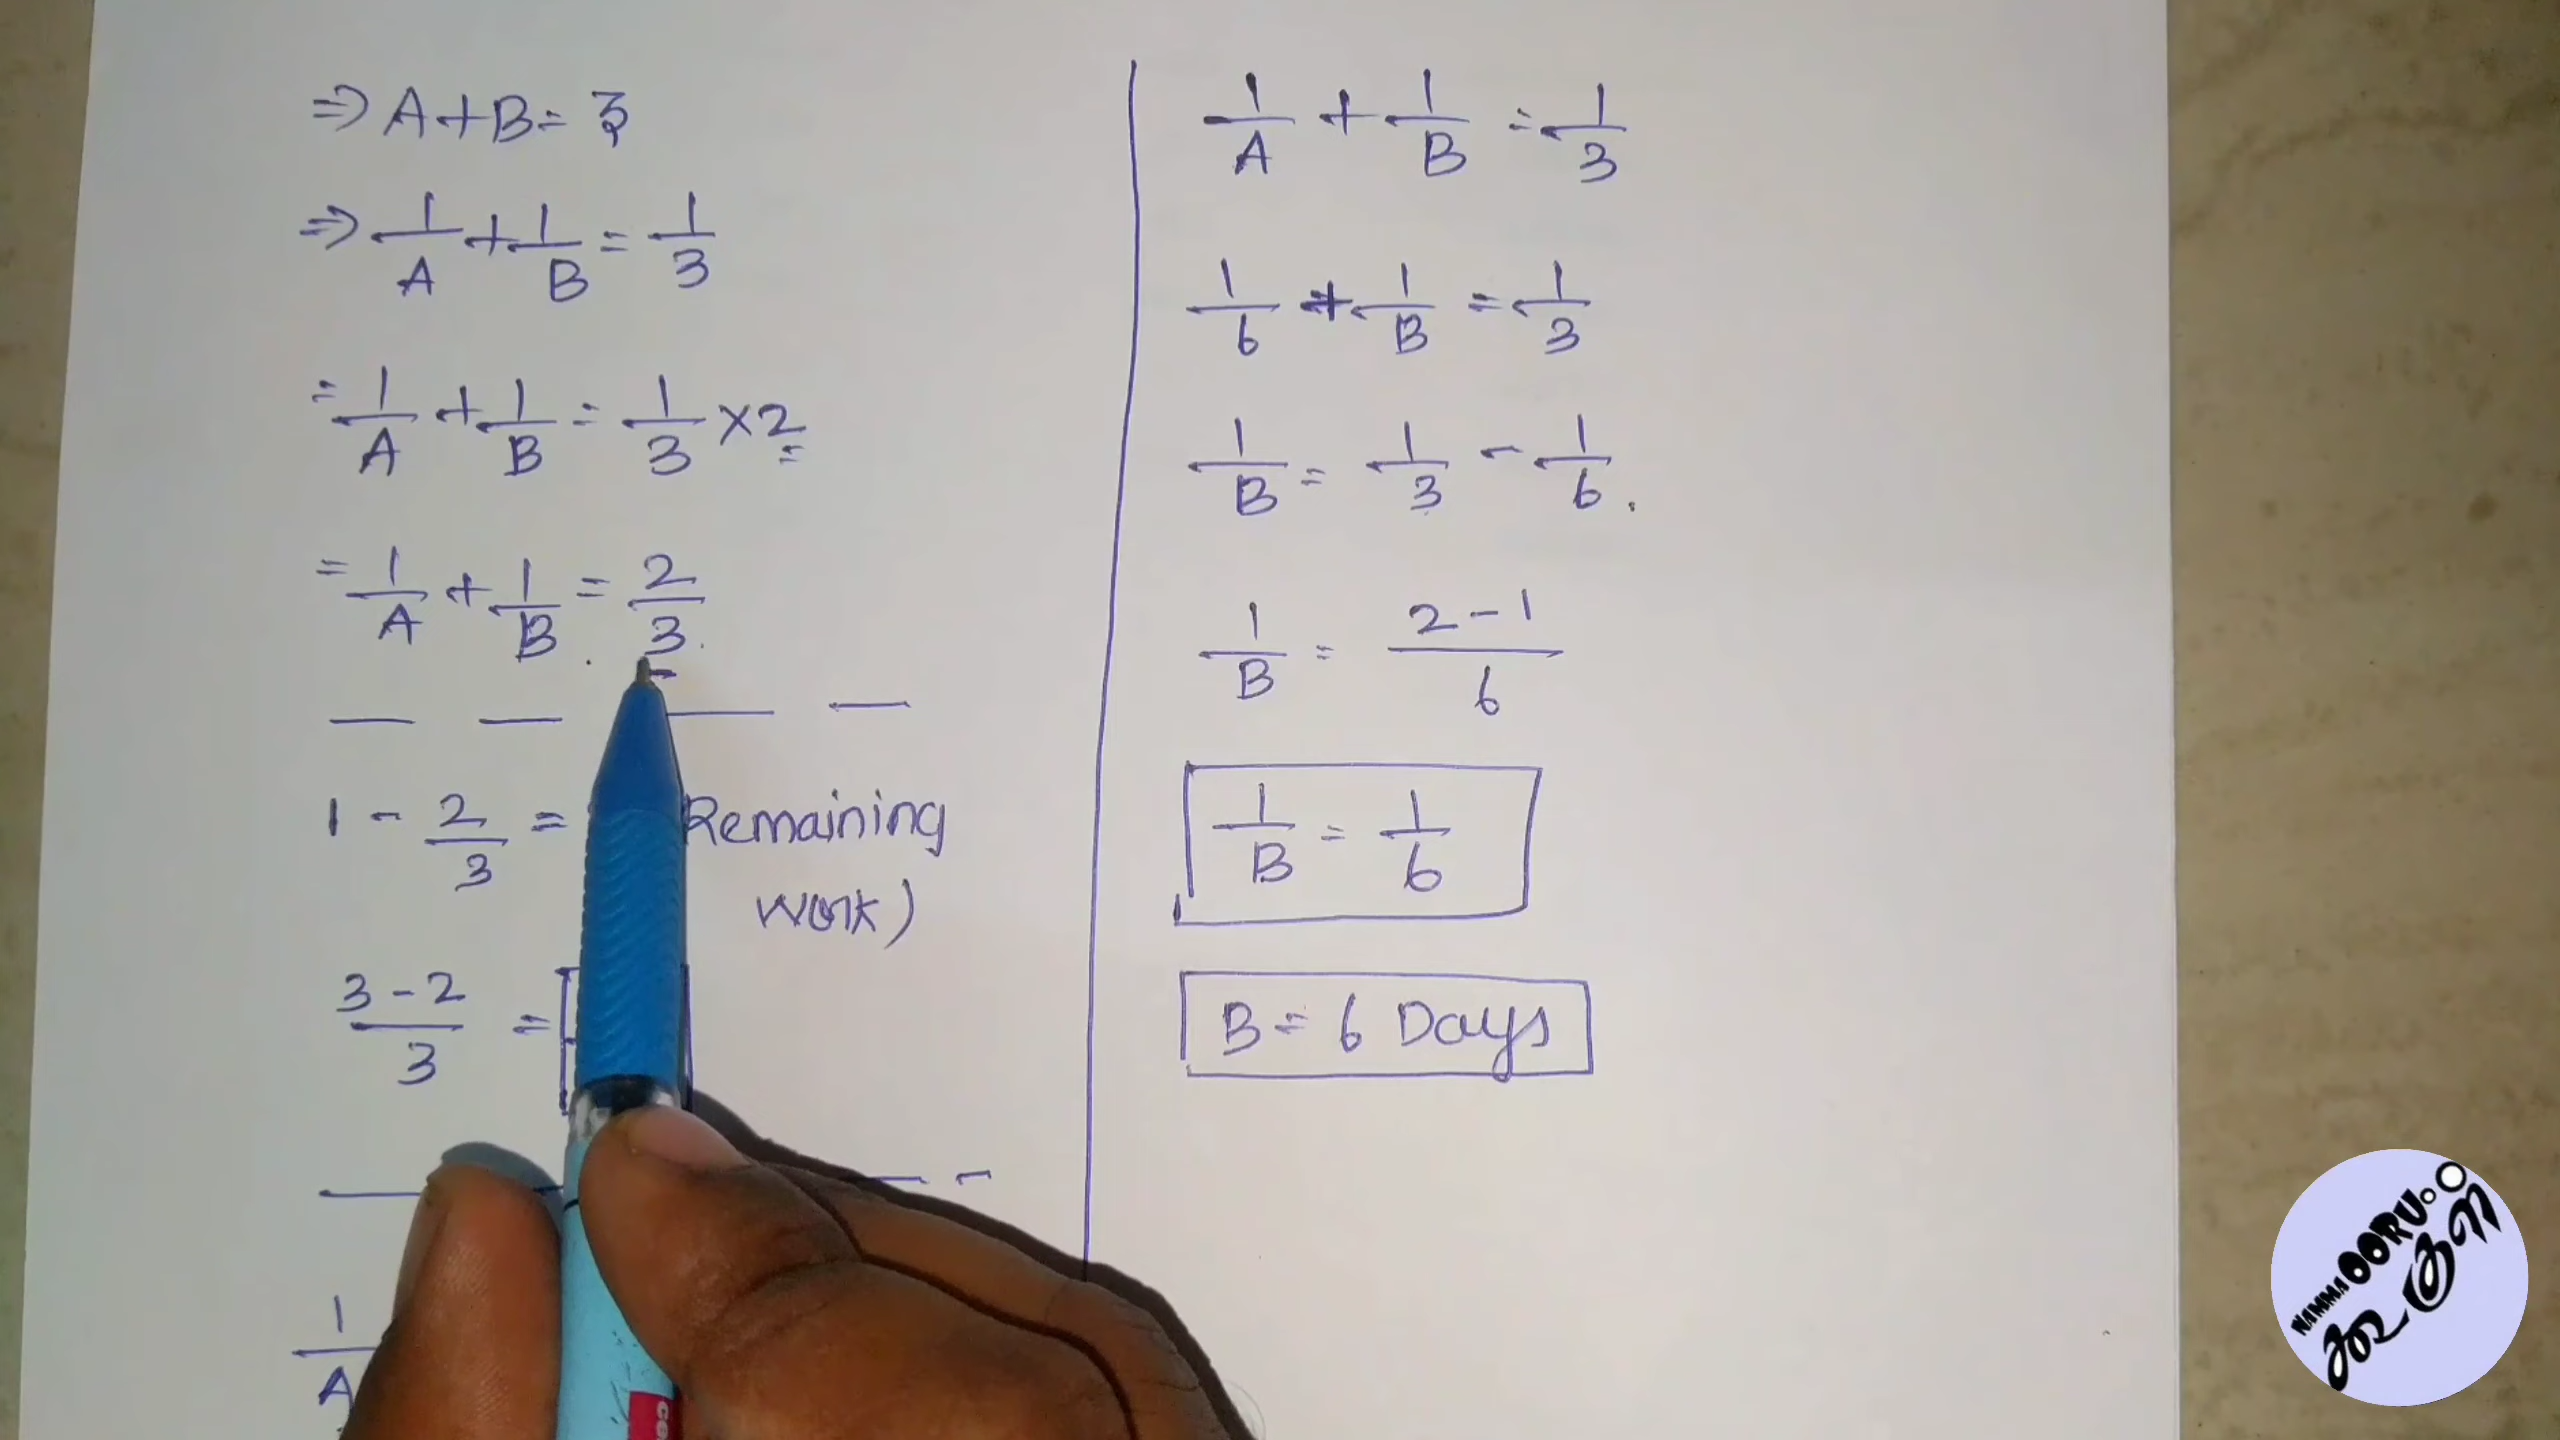 ⇒ A+B = 3
⇒ 1/A + 1/B = 1/3
= 1/A + 1/B = 1/3 × 2
= 1/A + 1/B = 2/3
1 - 2/3 =
Remaining
work)
(3-2)/3 =
1/A
1/A + 1/B = 1/3
1/6 + 1/B = 1/3
1/B = 1/3 - 1/6.
1/B = (2-1)/6
1/B = 1/6
B = 6 Days
NAMMA OORU